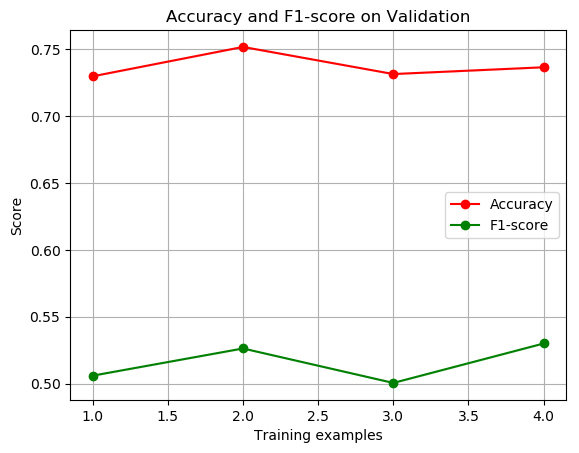 Accuracy and F1-score on Validation
0.75
0.70
0.65
0.60
0.55
0.50
Score
Accuracy
F1-score
1.0 1.5 2.0 2.5 3.0 3.5 4.0
Training examples